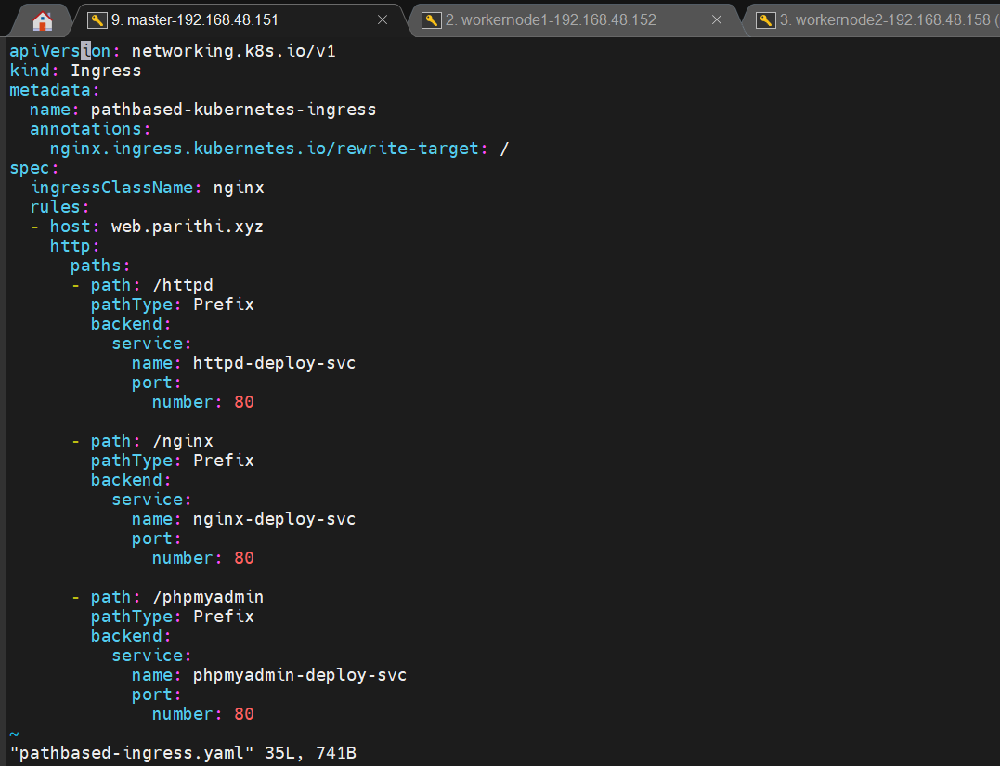 9. master-192.168.48.151
2. workernode1-192.168.48.152
3. workernode2-192.168.48.158 (
apiVersion: networking.k8s.io/v1
kind: Ingress
metadata:
  name: pathbased-kubernetes-ingress
  annotations:
    nginx.ingress.kubernetes.io/rewrite-target: /
spec:
  ingressClassName: nginx
  rules:
  - host: web.parithi.xyz
    http:
      paths:
      - path: /httpd
        pathType: Prefix
        backend:
          service:
            name: httpd-deploy-svc
            port:
              number: 80

      - path: /nginx
        pathType: Prefix
        backend:
          service:
            name: nginx-deploy-svc
            port:
              number: 80

      - path: /phpmyadmin
        pathType: Prefix
        backend:
          service:
            name: phpmyadmin-deploy-svc
            port:
              number: 80
~
"pathbased-ingress.yaml" 35L, 741B